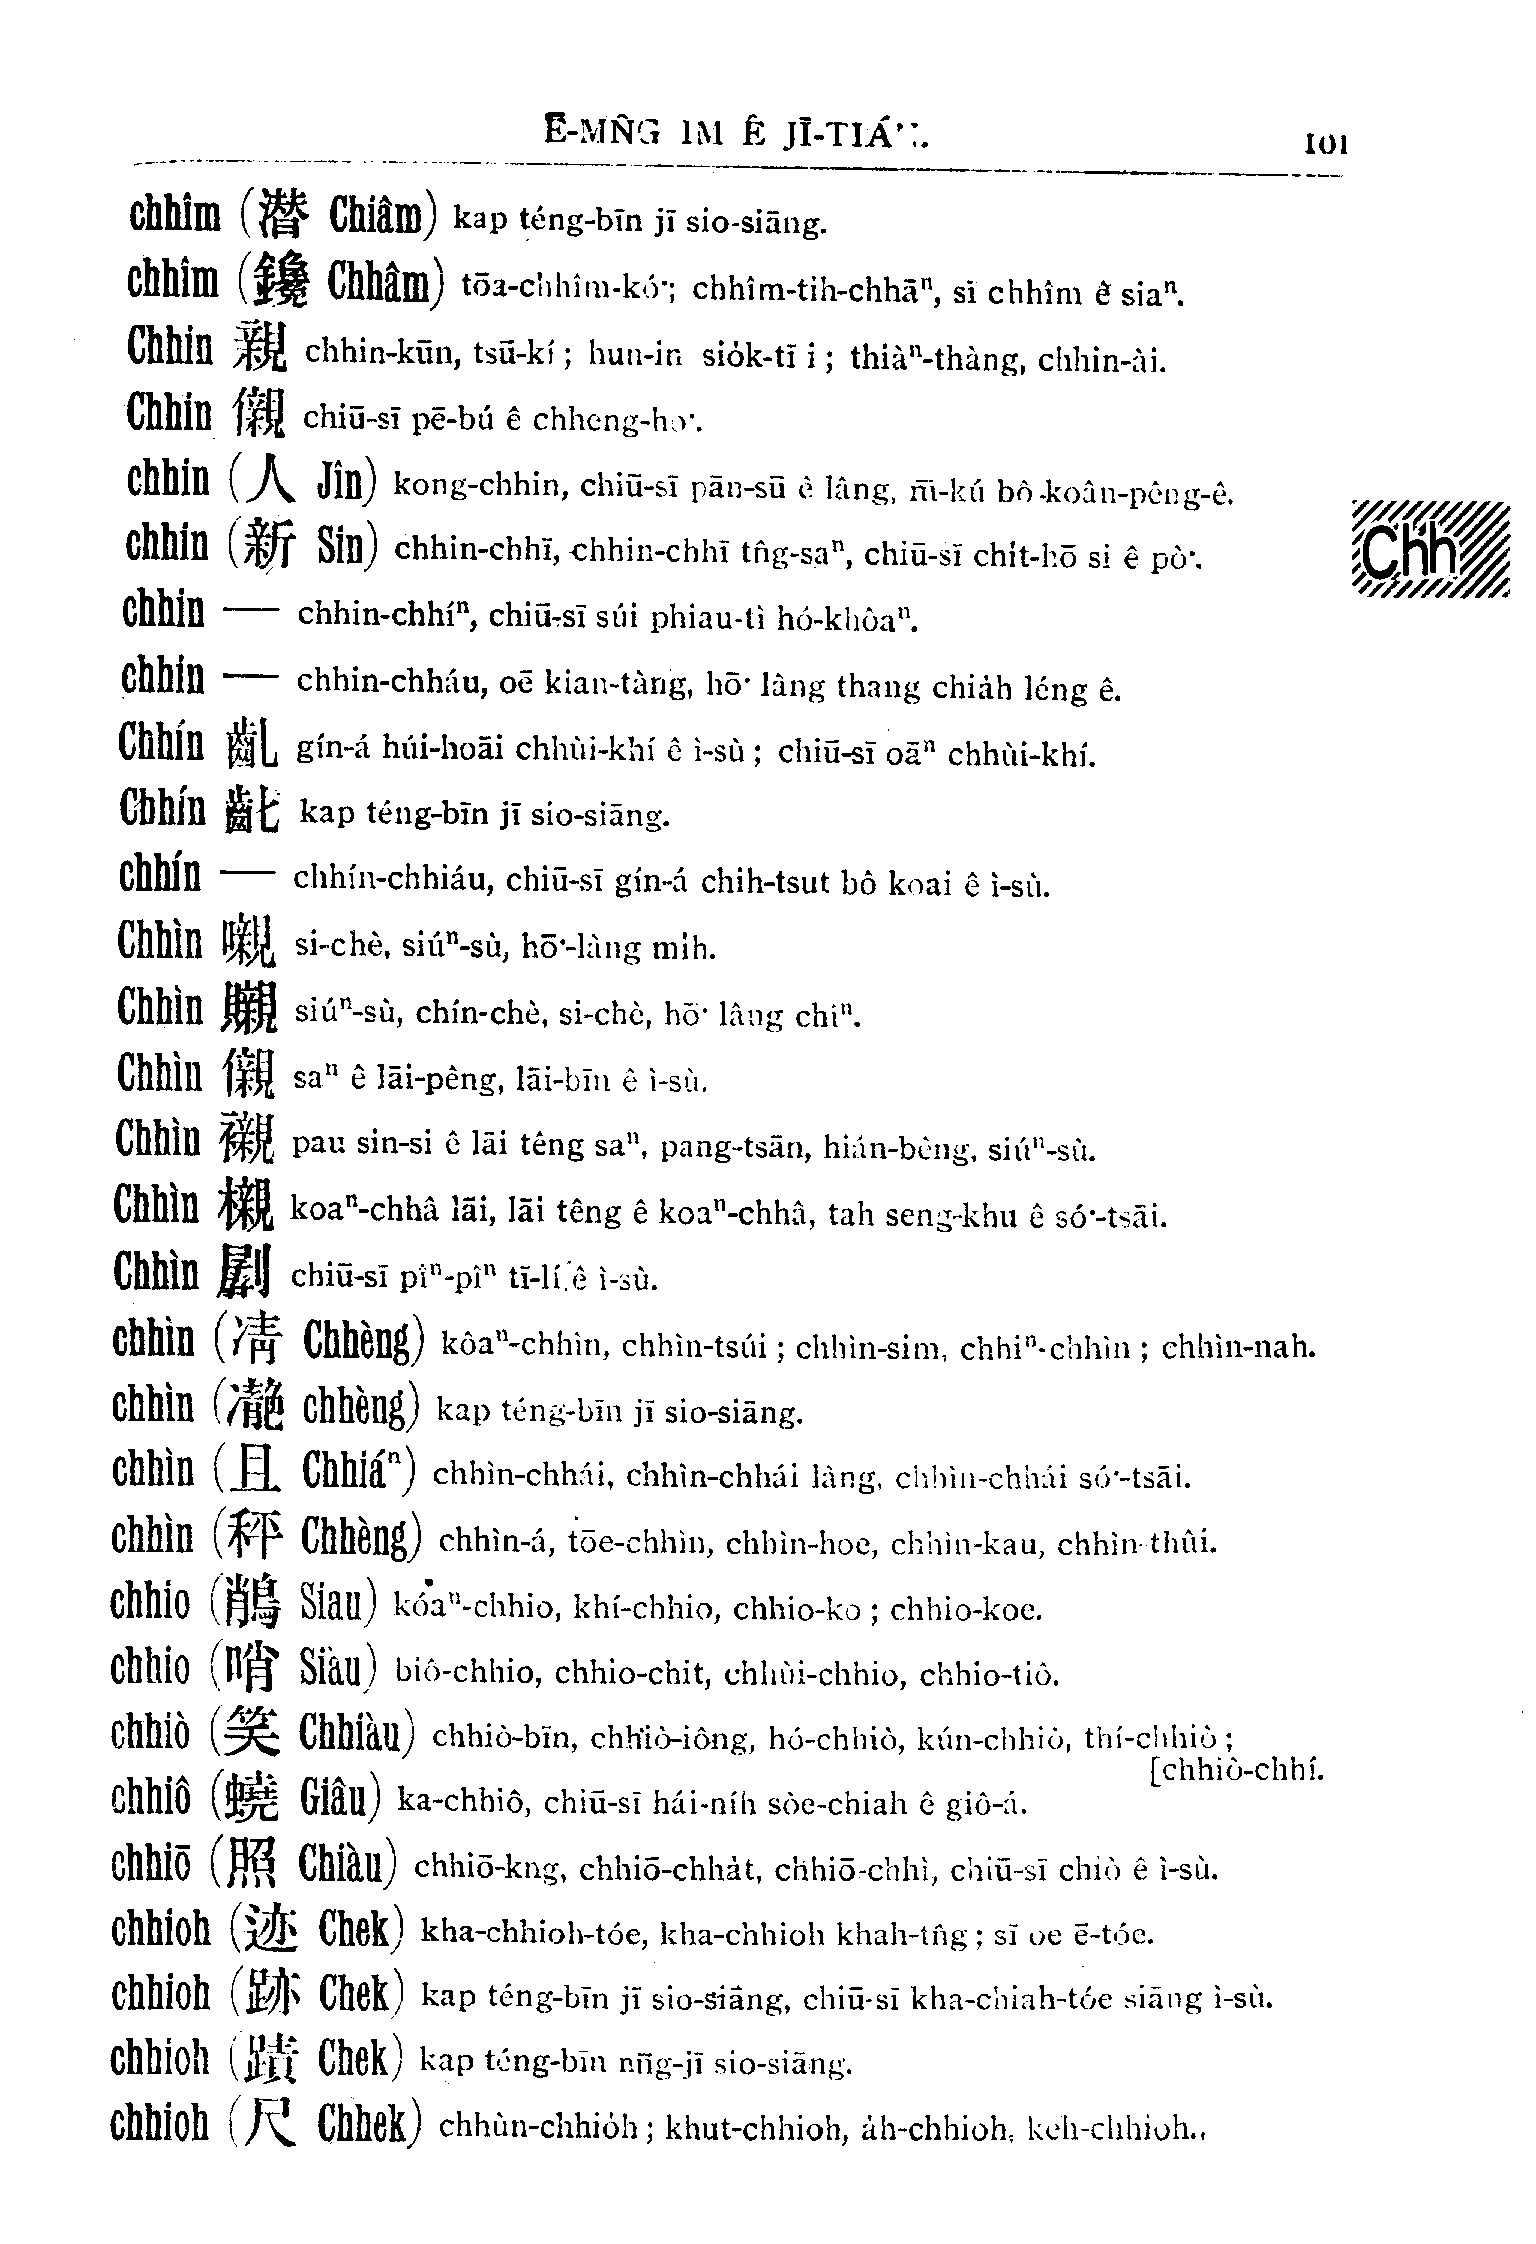 Ē-MN̂G IM Ê JĪ-TIÁⁿ. 101
chhîm (潛 Chiâm) kap téng-bīn jī sio-siāng.
chhîm (鑱 Chhâm) tōa-chhîm-kó·; chhîm-tih-chhāⁿ, sī chhîm ê siaⁿ.
Chhin 親 chhin-kūn, tsū-kí; hun-in sio̍k-tī i; thiàⁿ-thàng, chhin-ài.
Chhin 儭 chiū-sī pē-bú ê chheng-ho·.
chhin (人 Jîn) kong-chhin, chiū-sī pān-sū ê lâng, m̄-kú bô-koân-pêng-ê.
chhin (新 Sin) chhin-chhī, chhin-chhī tn̂g-saⁿ, chiū-sī chit-hō si ê pò·.
chhin — chhin-chhíⁿ, chiū-sī súi phiau-tì hó-khôaⁿ.
chhin — chhin-chháu, oē kian-tàng, hō· lâng thang chia̍h léng ê.
Chhín 齓 gín-á húi-hoāi chhùi-khí ê ì-sù; chiū-sī oāⁿ chhùi-khí.
Chhín 齔 kap téng-bīn jī sio-siāng.
chhín — chhín-chhiáu, chiū-sī gín-á chih-tsut bô koai ê ì-sù.
Chhìn 嚫 si-chè, siúⁿ-sù, hō·-lâng mi̍h.
Chhìn 贎 siúⁿ-sù, chín-chè, si-chè, hō· lâng chîⁿ.
Chhìn 儭 saⁿ ê lāi-pêng, lāi-bīn ê ì-sù.
Chhìn 襯 pau sin-si ê lāi têng saⁿ, pang-tsān, hián-bêng, siúⁿ-sù.
Chhìn 櫬 koaⁿ-chhâ lāi, lāi têng ê koaⁿ-chhâ, tah seng-khu ê só·-tsāi.
Chhìn chiū-sī pîⁿ-pîⁿ tī-lí ê ì-sù.
chhìn (凊 Chhèng) kôaⁿ-chhìn, chhìn-tsúi; chhìn-sim, chhiⁿ-chhìn; chhìn-nah.
chhìn (瀞 chhèng) kap téng-bīn jī sio-siāng.
chhìn (且 Chhiáⁿ) chhìn-chhái, chhìn-chhái lâng, chhìn-chhái só·-tsāi.
chhìn (秤 Chhèng) chhìn-á, tōe-chhìn, chhìn-hoe, chhìn-kau, chhìn-thûi.
chhio (鵤 Siau) kóaⁿ-chhio, khí-chhio, chhio-ko; chhio-koe.
chhio (哨 Siàu) biô-chhio, chhio-chit, chhùi-chhio, chhio-tiô.
chhiò (笑 Chhiàu) chhiò-bīn, chhiò-iông, hó-chhiò, kún-chhiò, thí-chhiò;
[chhiò-chhí.
chhiô (蟯 Giâu) ka-chhiô, chiū-sī hái-níh sòe-chiah ê giô-á.
chhiō (照 Chiàu) chhiō-kng, chhiō-chha̍t, chhiō-chhì, chiū-sī chiò ê ì-sù.
chhioh (迹 Chek) kha-chhioh-tóe, kha-chhioh khah-tn̂g; sī oe ē-tóe.
chhioh (跡 Chek) kap téng-bīn jī sio-siāng, chiū-sī kha-chiah-tóe siāng ì-sù.
chhioh (蹟 Chek) kap téng-bīn nn̄g-jī sio-siāng.
chhioh (尺 Chhek) chhùn-chhio̍h; khut-chhioh, a̍h-chhioh, keh-chhioh.,
Chh